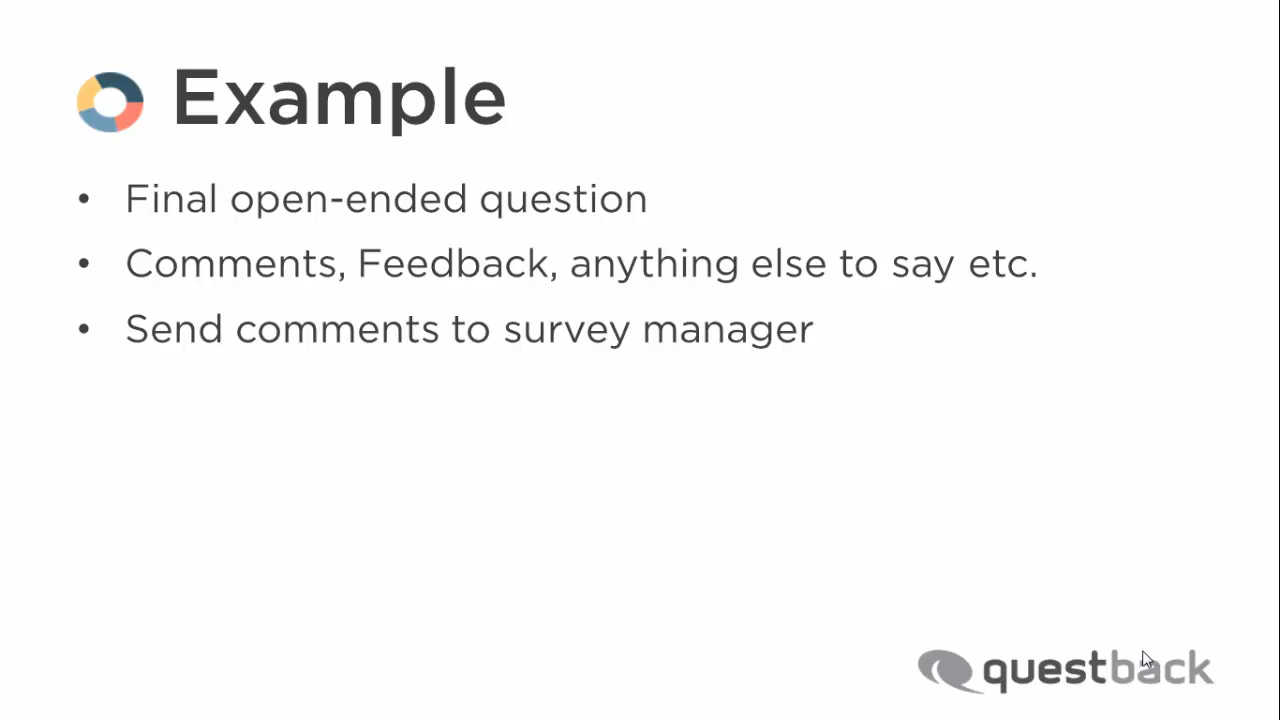 Example
• Final open-ended question
• Comments, Feedback, anything else to say etc.
• Send comments to survey manager
questback